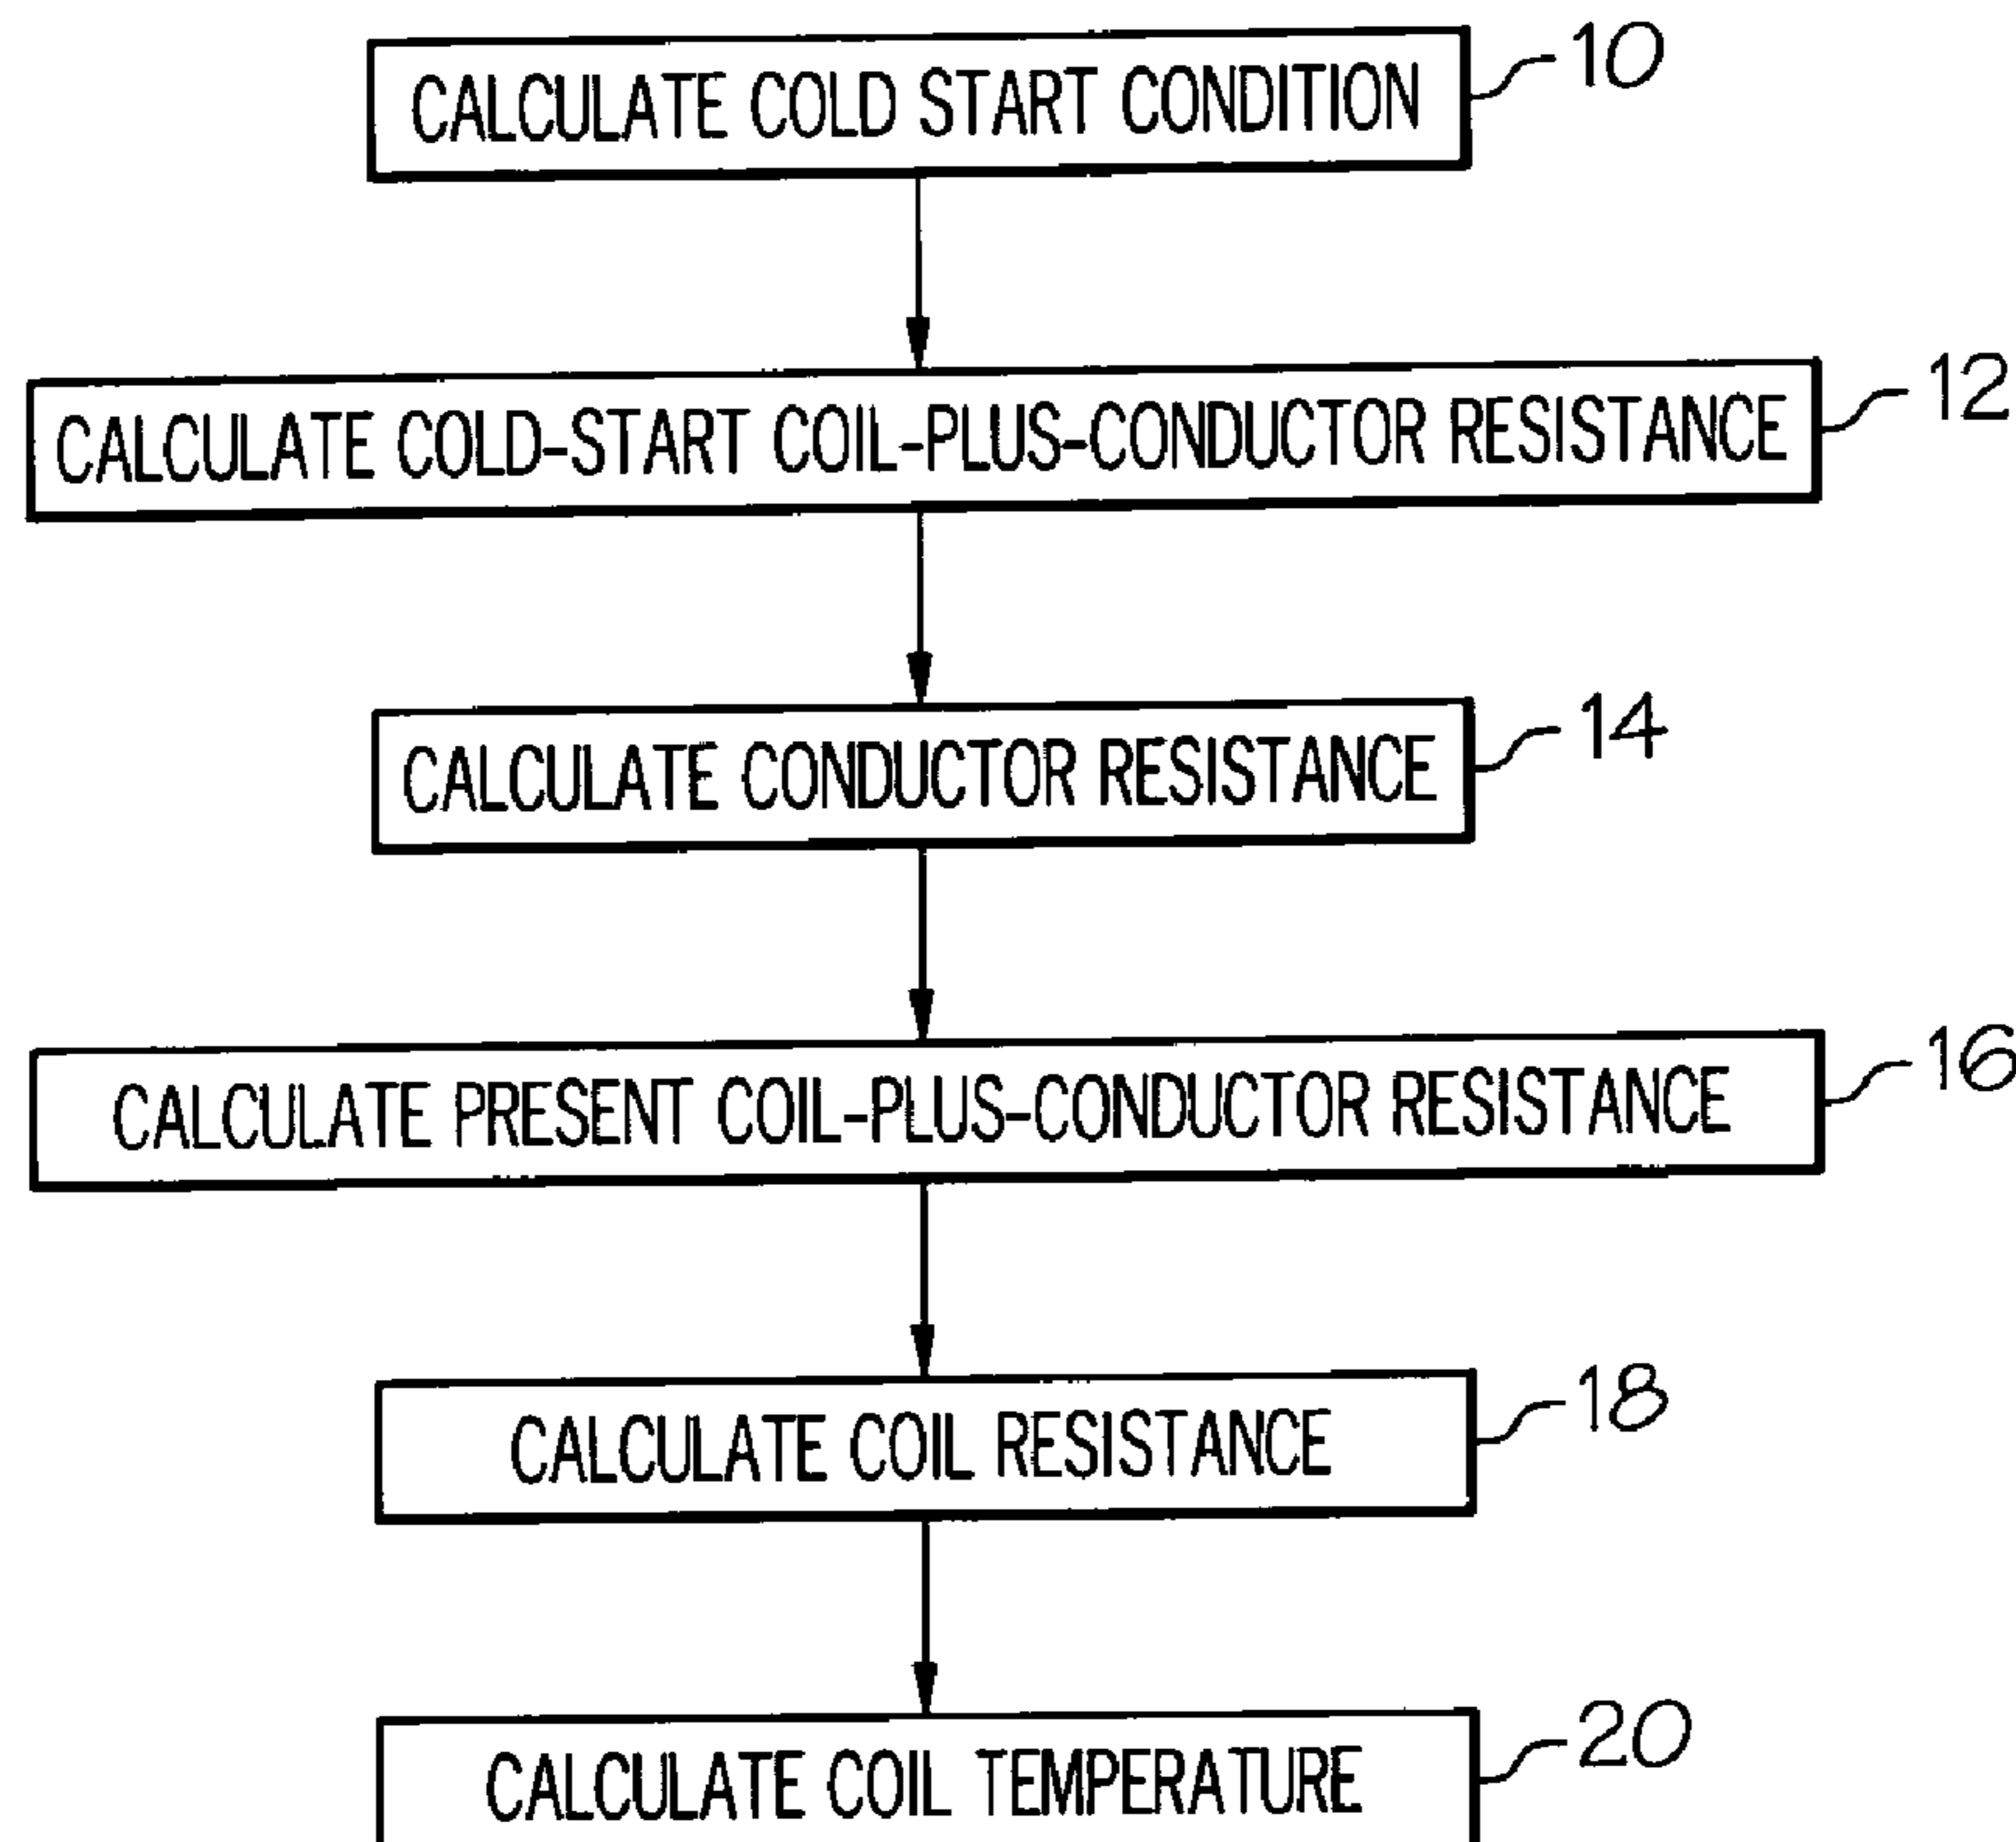 CALCULATE COLD START CONDITION 10
CALCULATE COLD-START COIL-PLUS-CONDUCTOR RESISTANCE 12
CALCULATE CONDUCTOR RESISTANCE 14
CALCULATE PRESENT COIL-PLUS-CONDUCTOR RESISTANCE 16
CALCULATE COIL RESISTANCE 18
CALCULATE COIL TEMPERATURE 20